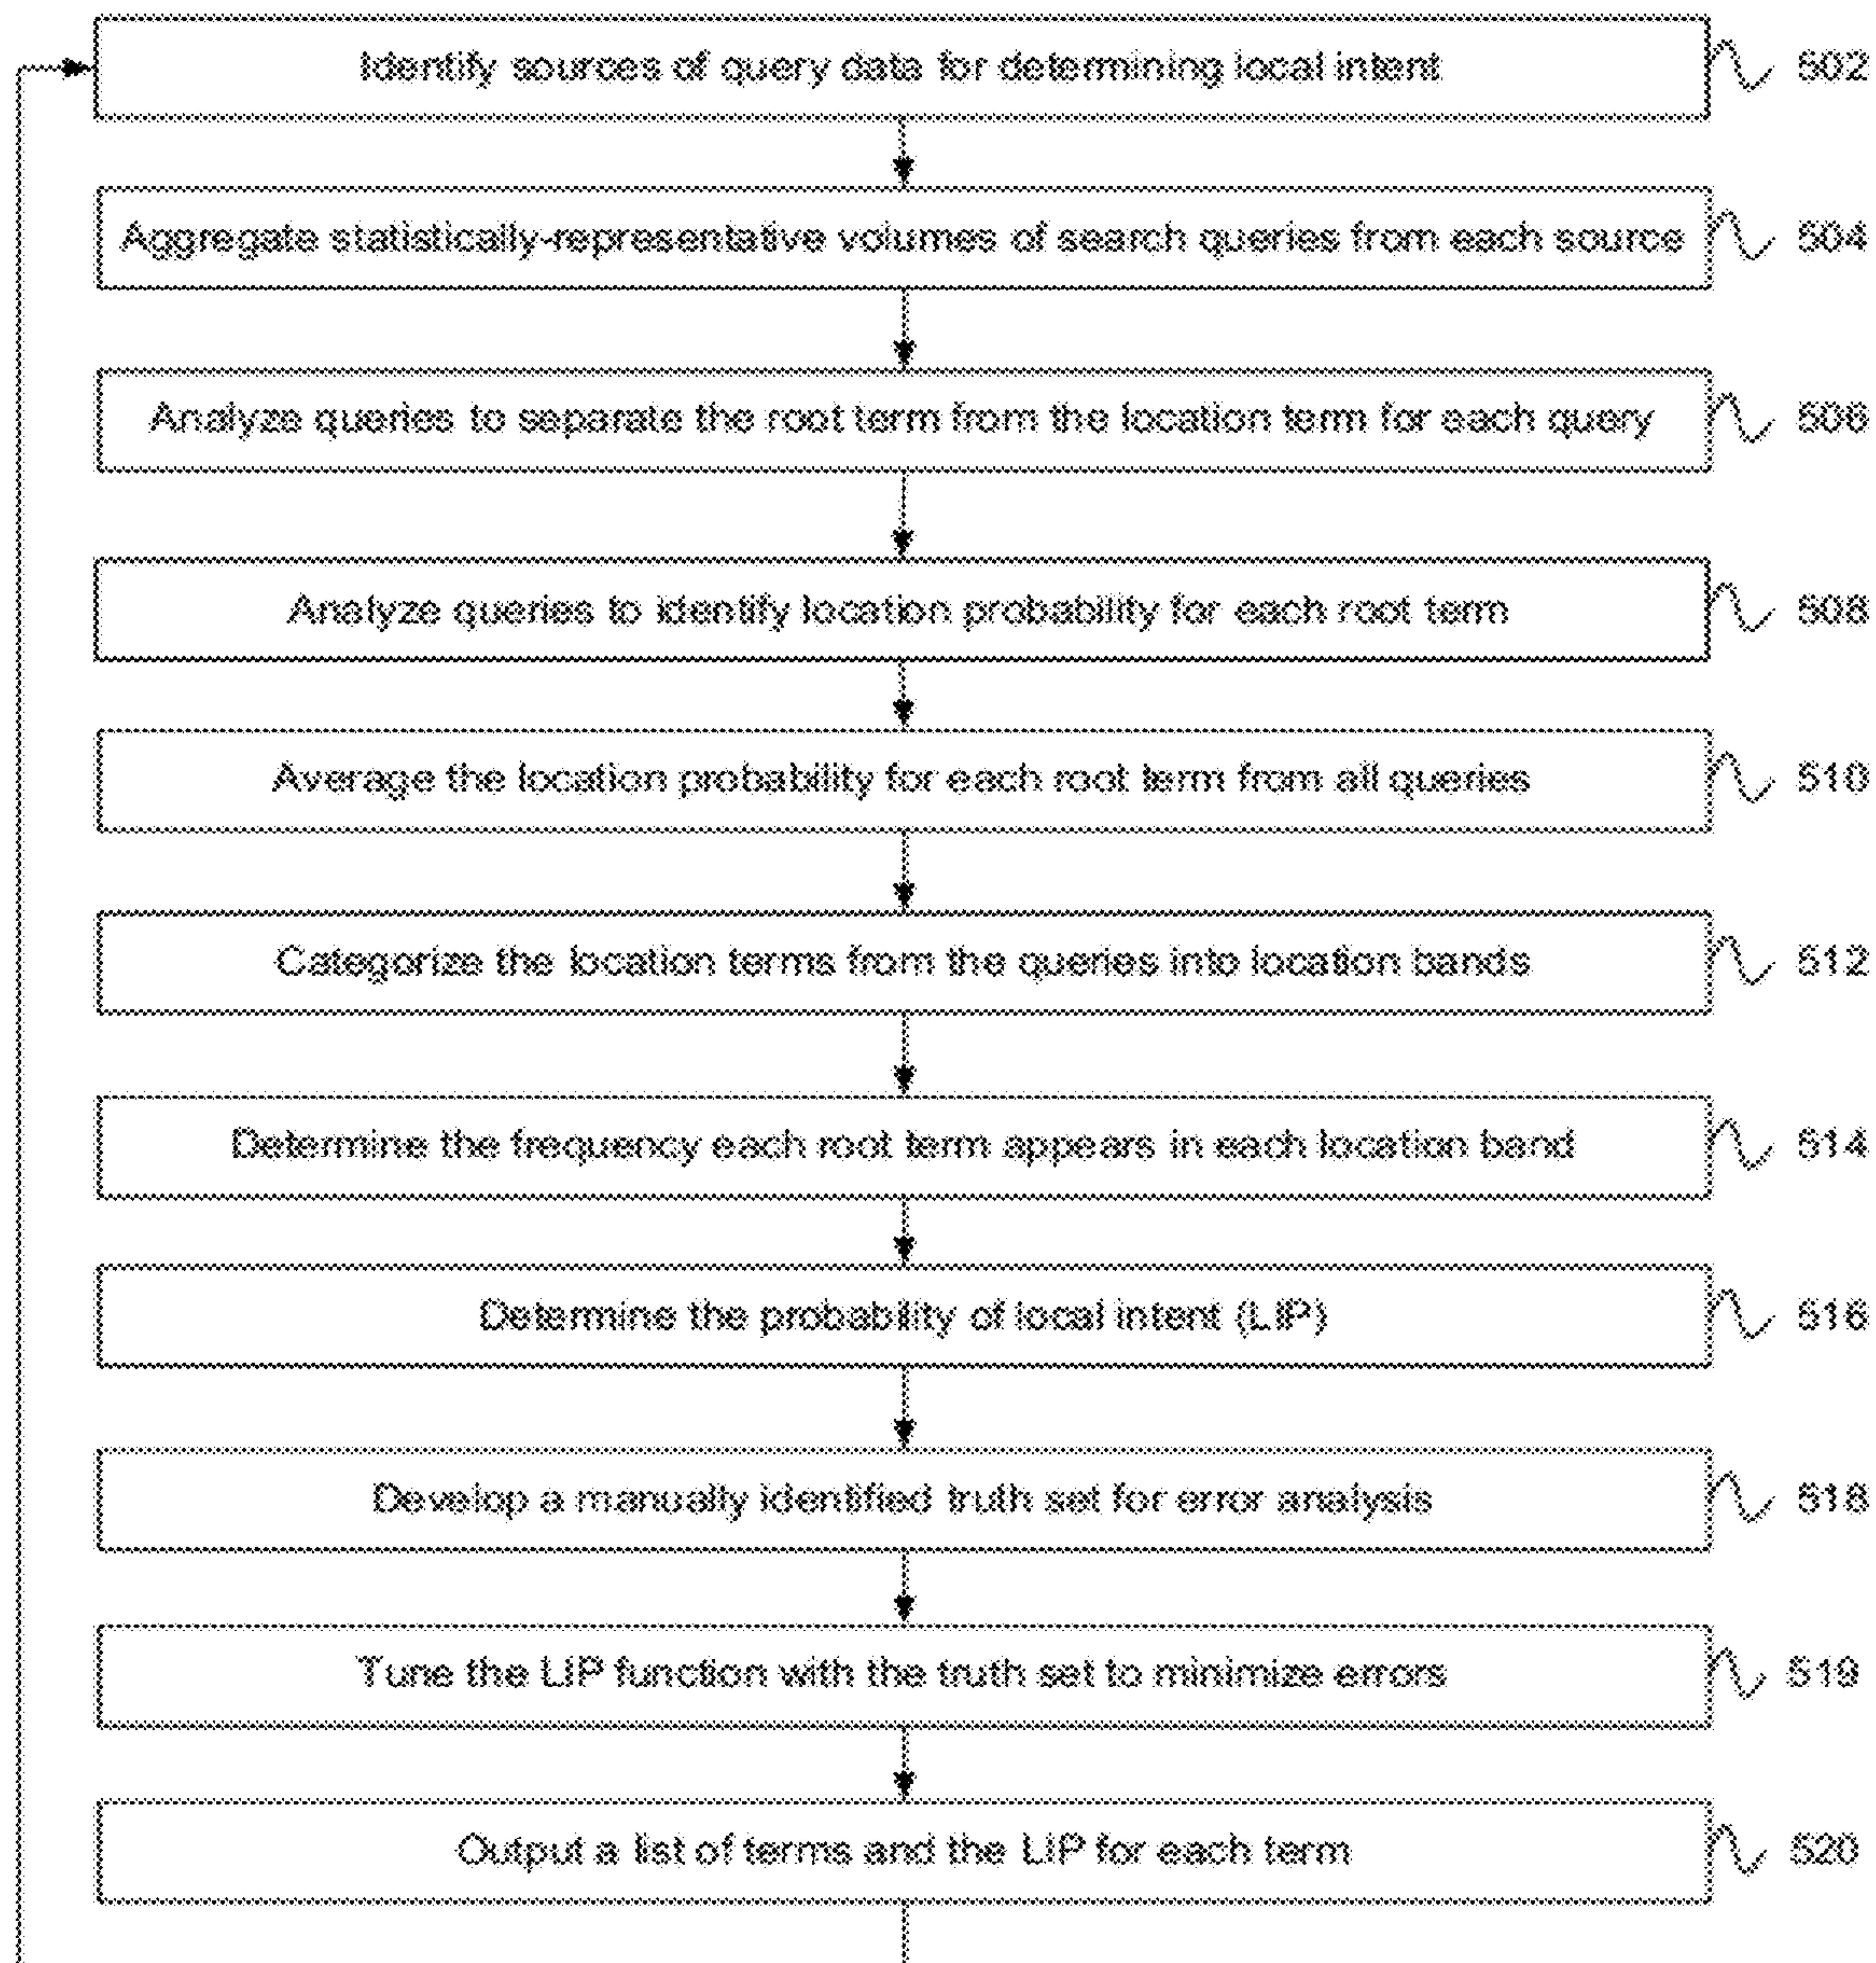 Identify sources of query data for determining local intent 502
Aggregate statistically-representative volumes of search queries from each source 504
Analyze queries to separate the root term from the location term for each query 506
Analyze queries to identify location probability for each root term 508
Average the location probability for each root term from all queries 510
Categorize the location terms from the queries into location bands 512
Determine the frequency each root term appears in each location band 514
Determine the probability of local intent (LIP) 516
Develop a manually identified truth set for error analysis 518
Tune the LIP function with the truth set to minimize errors 519
Output a list of terms and the LIP for each term 520